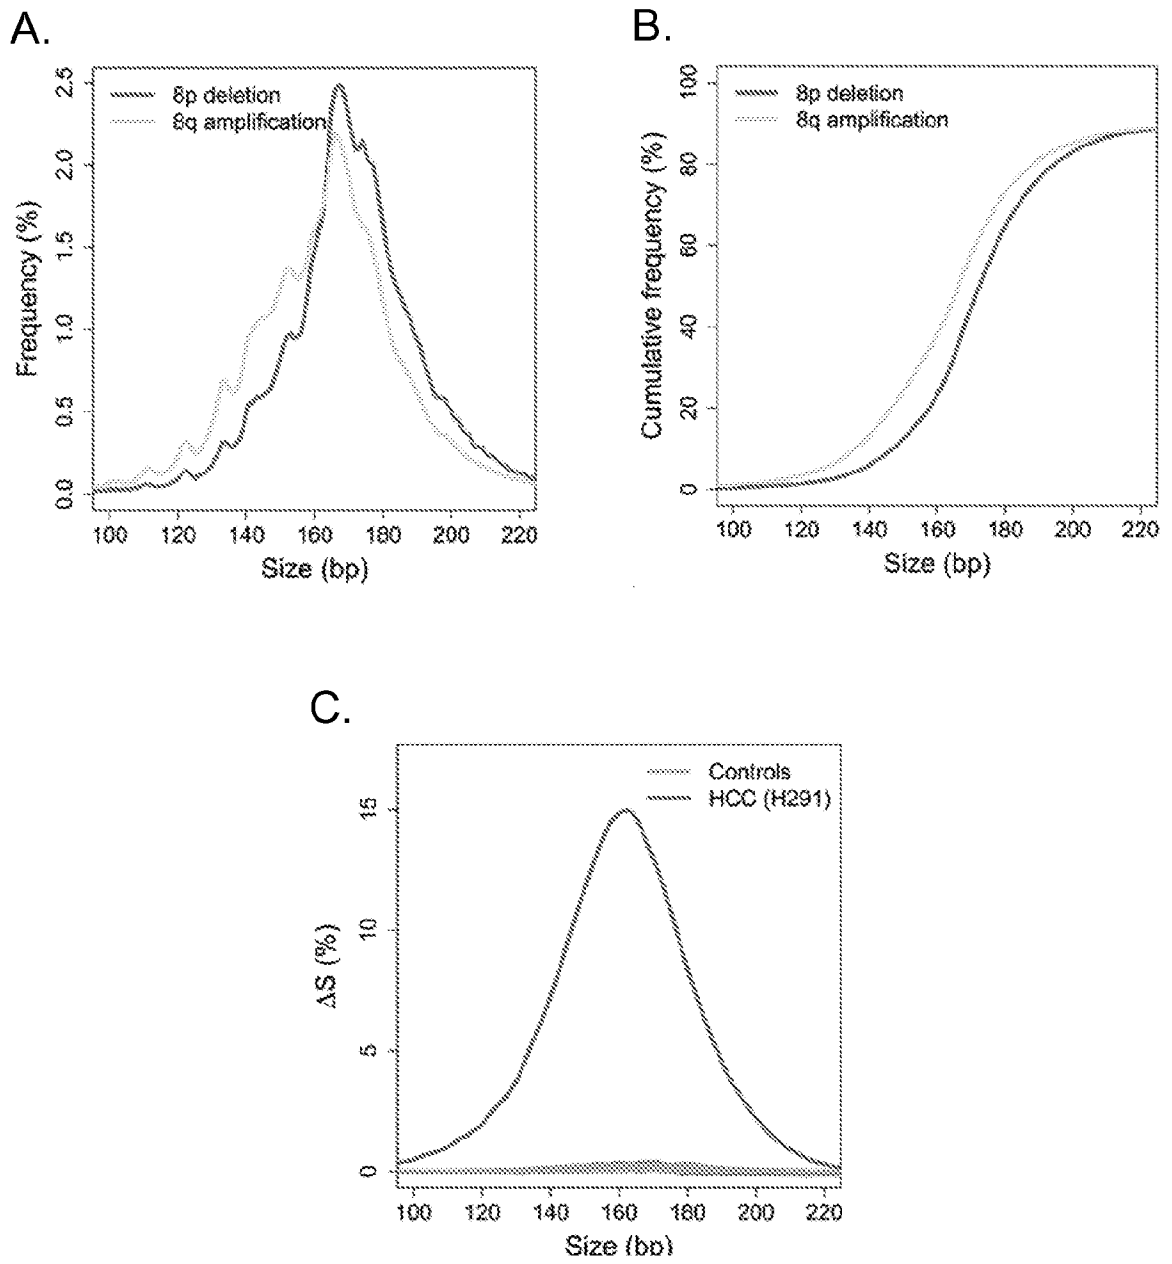 A.
2.5
2.0
1.5
1.0
0.5
0.0
Frequency (%)
8p deletion
8q amplification
100 120 140 160 180 200 220
Size (bp)
B.
100
80
60
40
20
0
Cumulative frequency (%)
8p deletion
8q amplification
100 120 140 160 180 200 220
Size (bp)
C.
15
10
5
0
ΔS (%)
Controls
HCC (H291)
100 120 140 160 180 200 220
Size (bp)